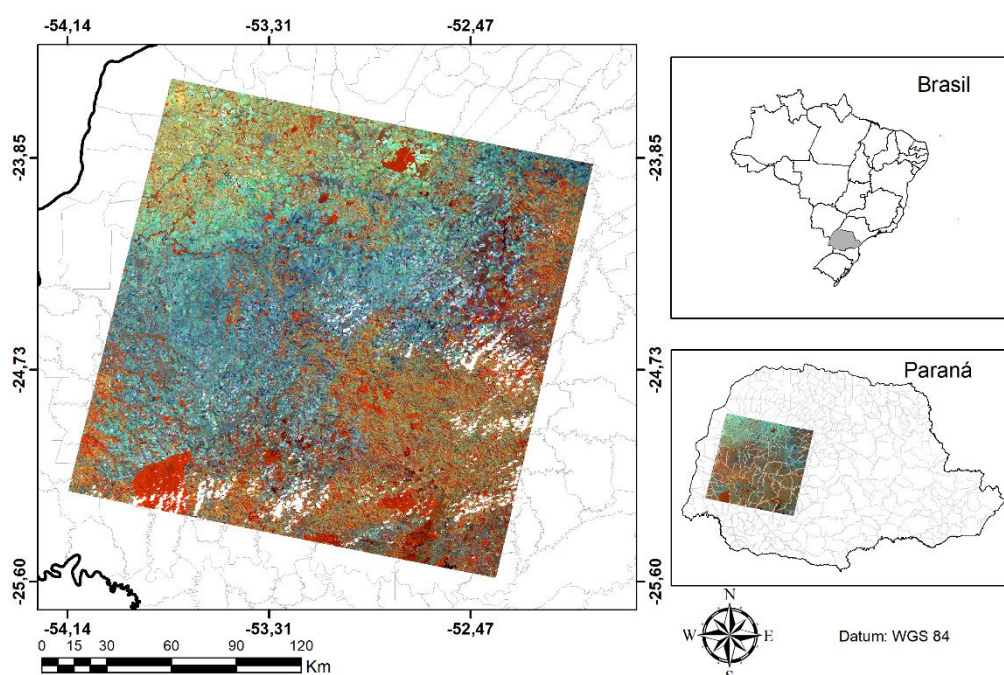 -54,14 -53,31 -52,47
-23,85 -23,85
-24,73 -24,73
-25,60 -25,60
-54,14 -53,31 -52,47
0 15 30 60 90 120
Km
Brasil
Paraná
N
W E
S
Datum: WGS 84